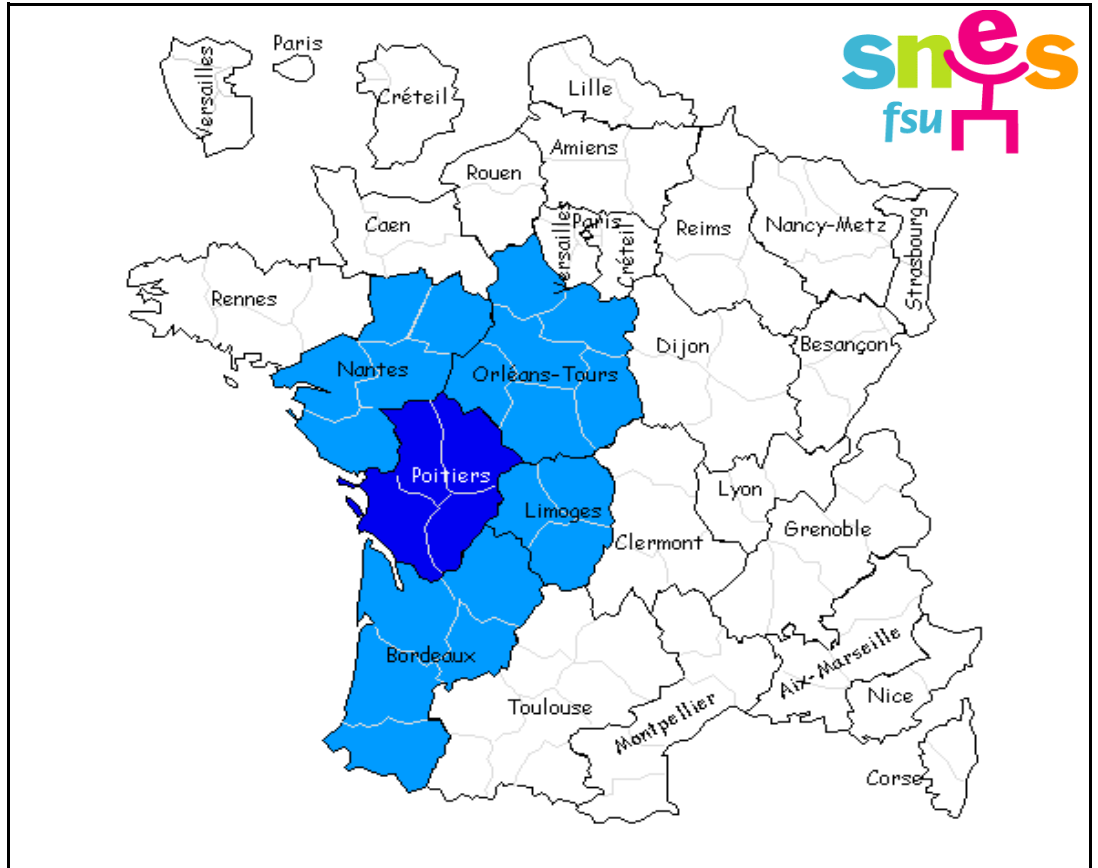 snes
fsu
Versailles
Paris
Créteil
Lille
Amiens
Rouen
Caen
Versailles
Paris
Créteil
Reims
Nancy-Metz
Strasbourg
Rennes
Nantes
Orléans-Tours
Dijon
Besançon
Poitiers
Limoges
Lyon
Clermont
Grenoble
Bordeaux
Toulouse
Montpellier
Aix-Marseille
Nice
Corse